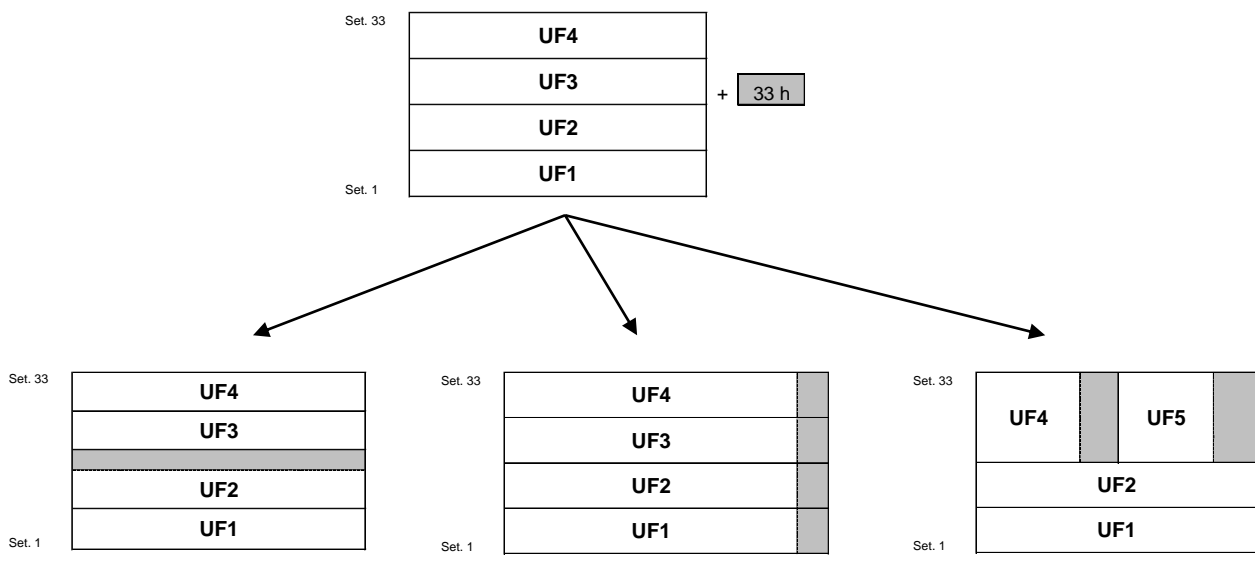 Set. 33
UF4
UF3
+ 33 h
UF2
UF1
Set. 1
Set. 33
UF4
UF3
UF2
UF1
Set. 1
Set. 33
UF4
UF3
UF2
UF1
Set. 1
Set. 33
UF4 UF5
UF2
UF1
Set. 1